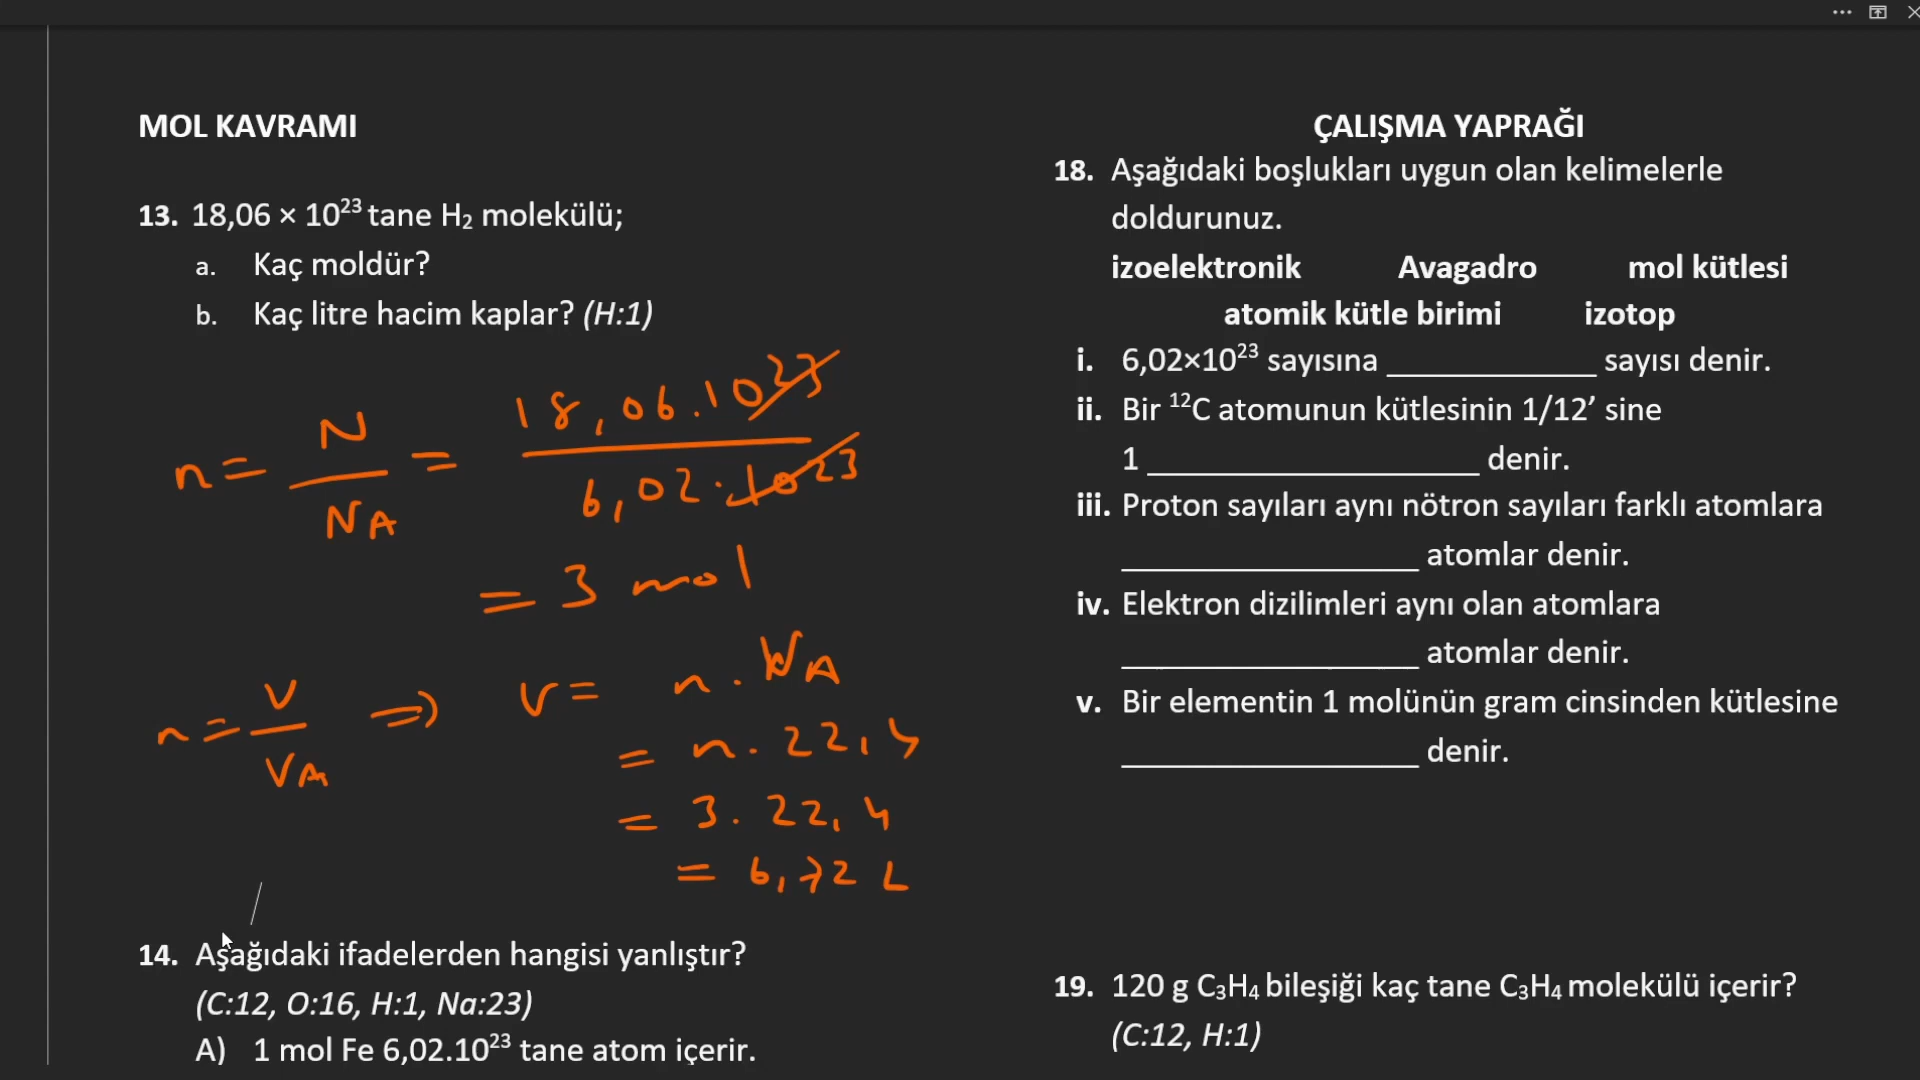 MOL KAVRAMI
13. 18,06 × 10²³ tane H₂ molekülü;
a. Kaç moldür?
b. Kaç litre hacim kaplar? (H:1)
n = N / NA = 18,06.10²³ / 6,02.10²³
= 3 mol
n = V / VA ⇒ V = n . VA
= n . 22,4
= 3 . 22,4
= 6,72 L
14. Aşağıdaki ifadelerden hangisi yanlıştır?
(C:12, O:16, H:1, Na:23)
A) 1 mol Fe 6,02.10²³ tane atom içerir.
ÇALIŞMA YAPRAĞI
18. Aşağıdaki boşlukları uygun olan kelimelerle
doldurunuz.
izoelektronik Avagadro mol kütlesi
atomik kütle birimi izotop
i. 6,02×10²³ sayısına ____________ sayısı denir.
ii. Bir ¹²C atomunun kütlesinin 1/12’ sine
1 ___________________ denir.
iii. Proton sayıları aynı nötron sayıları farklı atomlara
_________________ atomlar denir.
iv. Elektron dizilimleri aynı olan atomlara
_________________ atomlar denir.
v. Bir elementin 1 molünün gram cinsinden kütlesine
_________________ denir.
19. 120 g C₃H₄ bileşiği kaç tane C₃H₄ molekülü içerir?
(C:12, H:1)